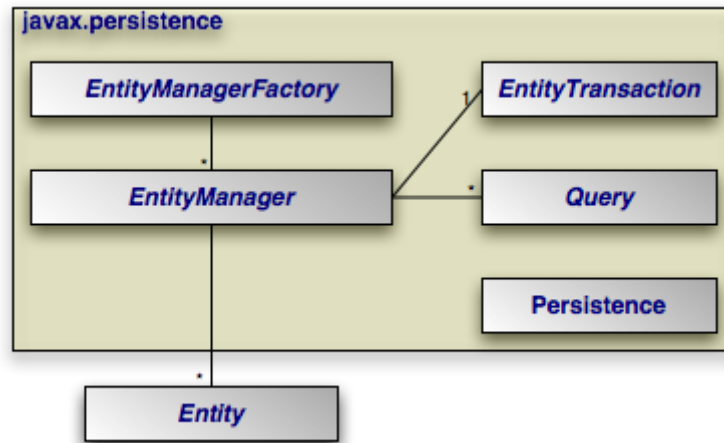 javax.persistence
EntityManagerFactory
1
EntityTransaction
*
EntityManager
*
Query
Persistence
*
Entity